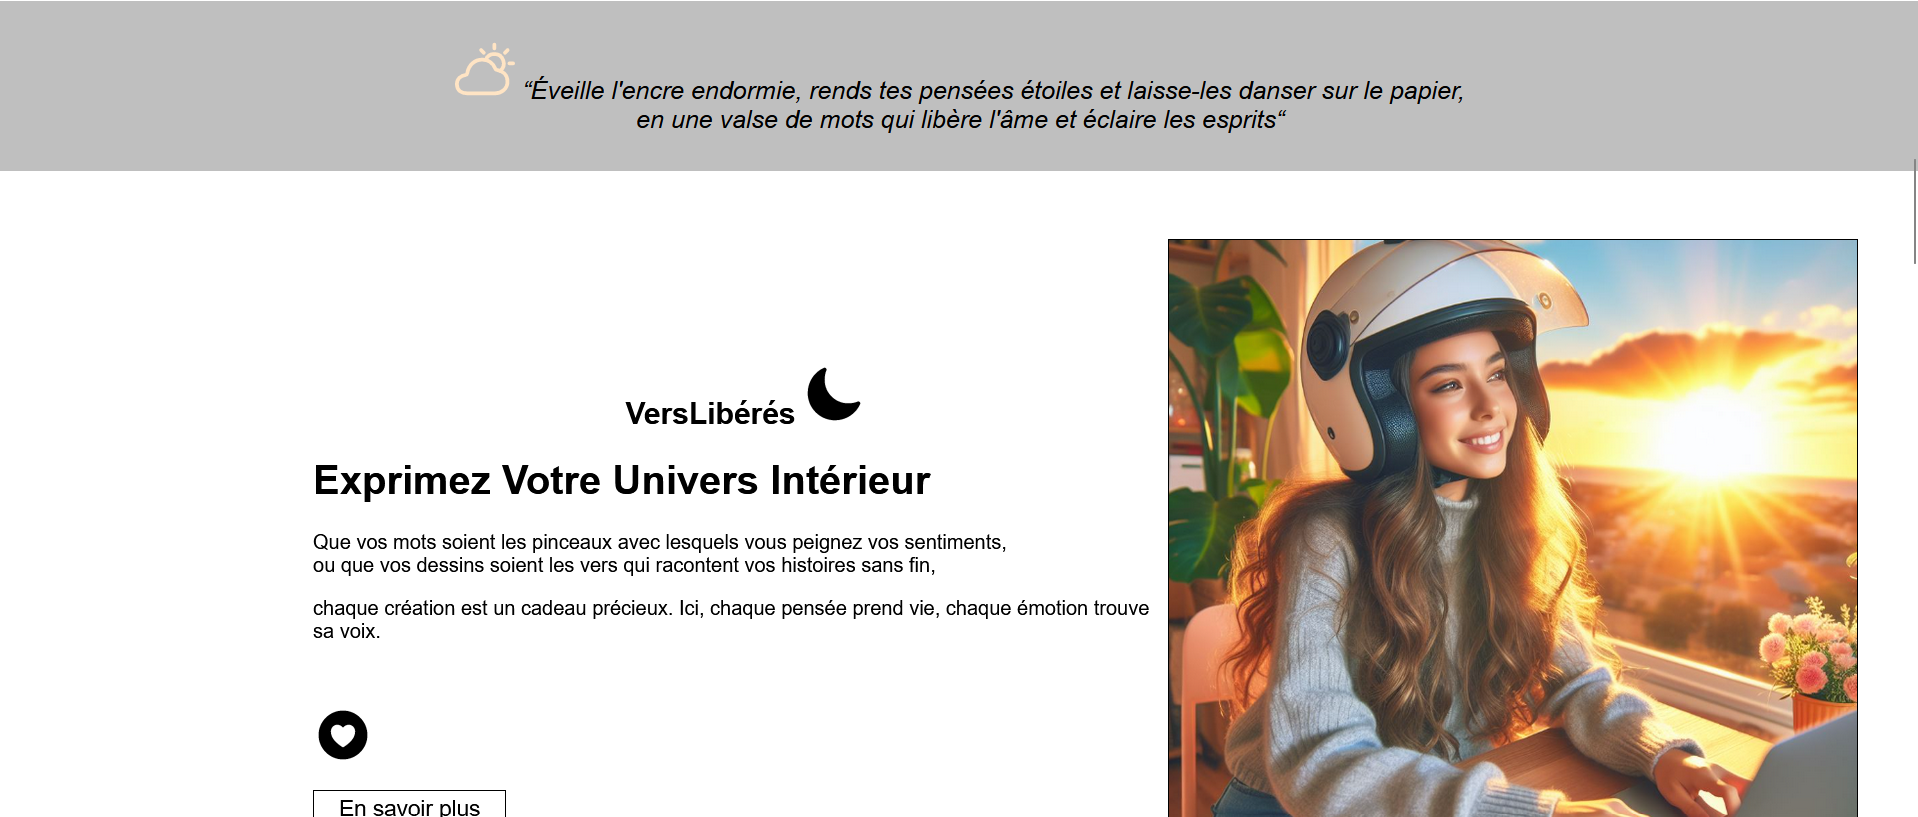 “Éveille l'encre endormie, rends tes pensées étoiles et laisse-les danser sur le papier,
en une valse de mots qui libère l'âme et éclaire les esprits“
VersLibérés
Exprimez Votre Univers Intérieur
Que vos mots soient les pinceaux avec lesquels vous peignez vos sentiments,
ou que vos dessins soient les vers qui racontent vos histoires sans fin,
chaque création est un cadeau précieux. Ici, chaque pensée prend vie, chaque émotion trouve
sa voix.
En savoir plus